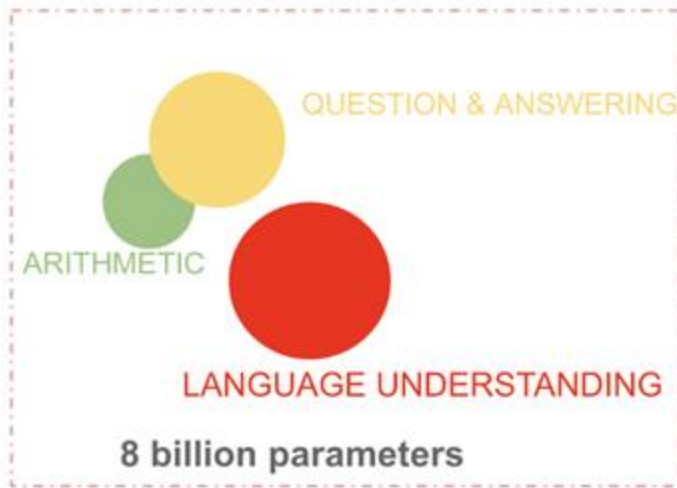 QUESTION & ANSWERING
ARITHMETIC
LANGUAGE UNDERSTANDING
8 billion parameters